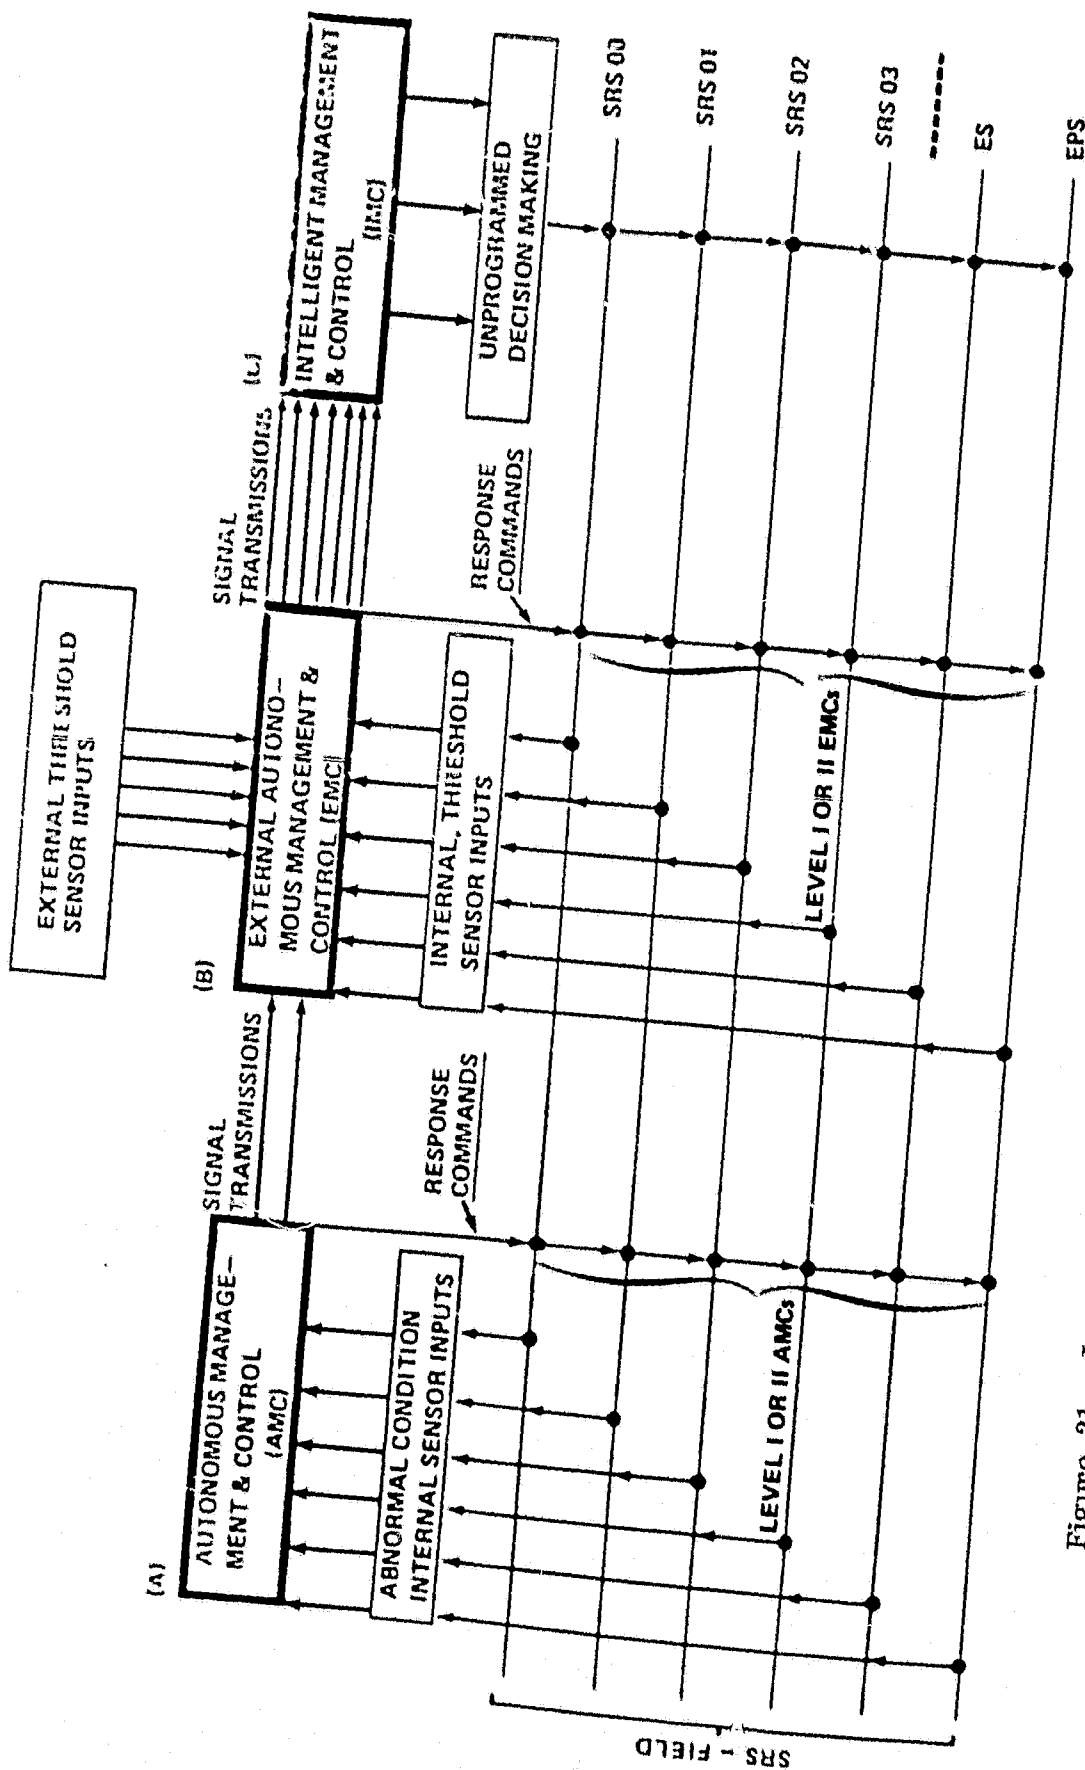 EXTERNAL THRESHOLD
SENSOR INPUTS
(A)
AUTONOMOUS MANAGE-
MENT & CONTROL
(AMC)
SIGNAL
TRANSMISSIONS
(B)
EXTERNAL AUTONO-
MOUS MANAGEMENT &
CONTROL (EMC)
SIGNAL
TRANSMISSIONS
(C)
INTELLIGENT MANAGEMENT
& CONTROL
(IMC)
ABNORMAL CONDITION
INTERNAL SENSOR INPUTS
RESPONSE
COMMANDS
INTERNAL, THRESHOLD
SENSOR INPUTS
RESPONSE
COMMANDS
UNPROGRAMMED
DECISION MAKING
SRS 00
SRS 01
SRS 02
SRS 03
ES
EPS
LEVEL I OR II AMCs
LEVEL I OR II EMCs
SRS - FIELD
Figure 21